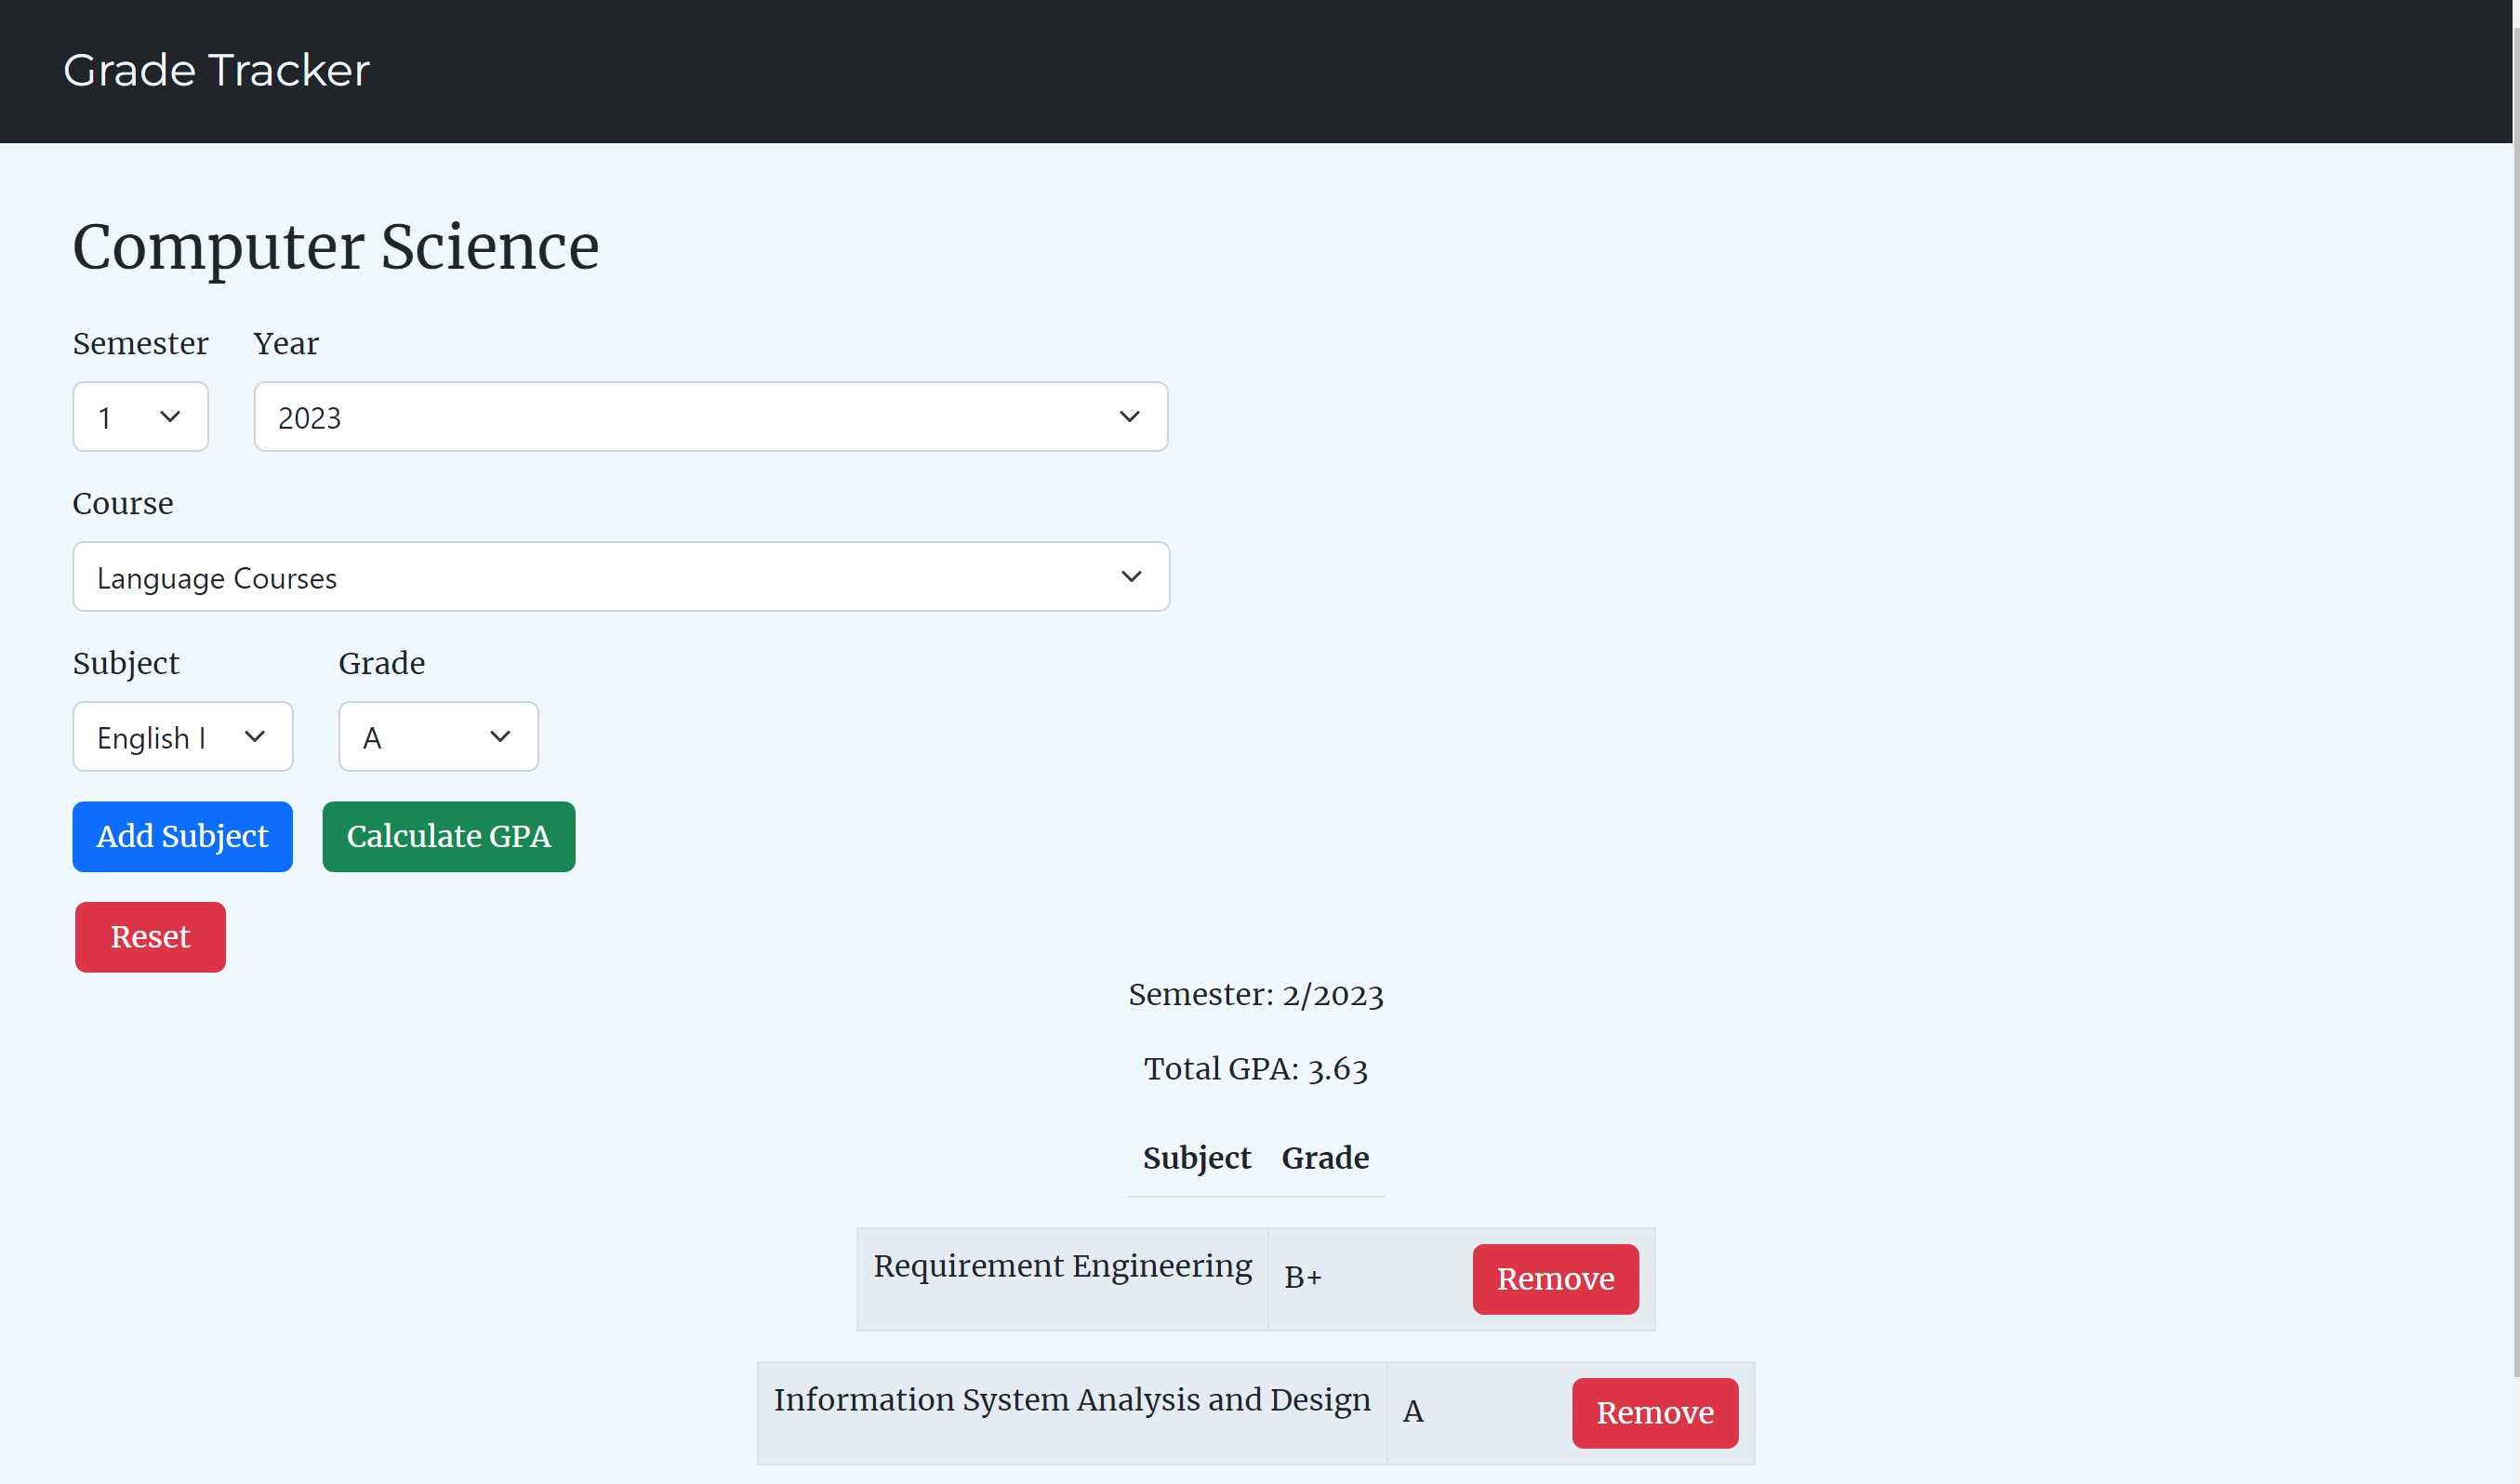 Grade Tracker
Computer Science
Semester Year
1 2023
Course
Language Courses
Subject Grade
English I A
Add Subject Calculate GPA
Reset
Semester: 2/2023
Total GPA: 3.63
Subject Grade
Requirement Engineering B+ Remove
Information System Analysis and Design A Remove